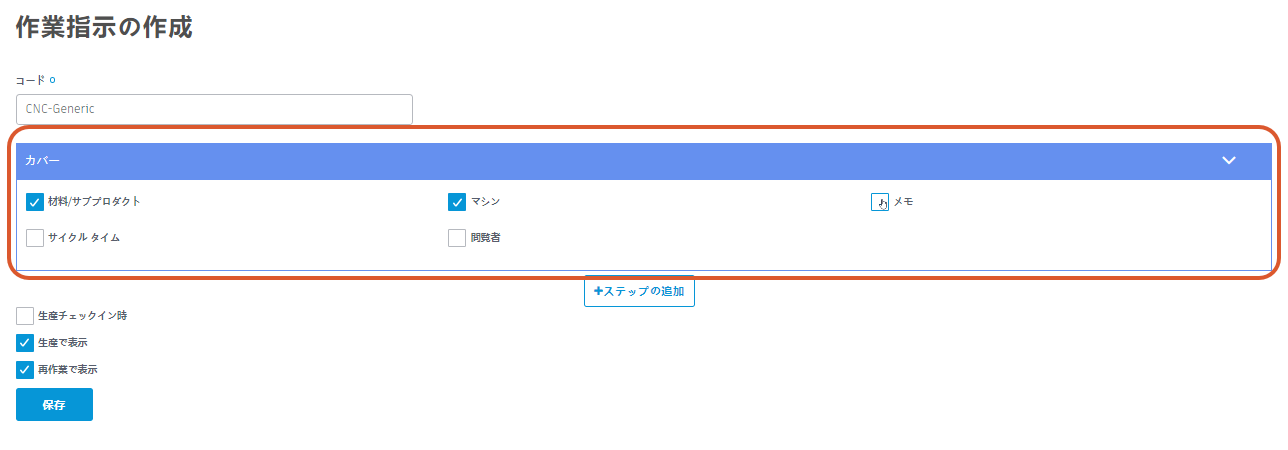 作業指示の作成
コード
CNC-Generic
カバー
材料/サブプロダクト マシン メモ
サイクル タイム 閲覧者
+ステップの追加
生産チェックイン時
生産で表示
再作業で表示
保存